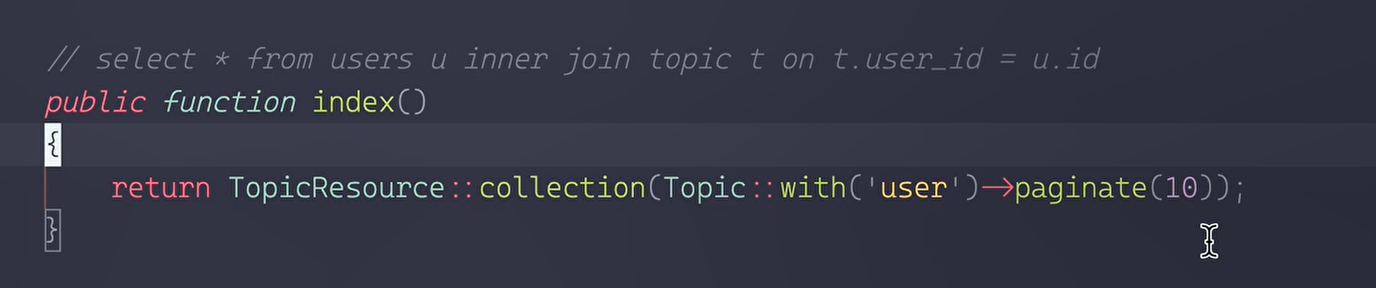 // select * from users u inner join topic t on t.user_id = u.id
public function index()
{
    return TopicResource::collection(Topic::with('user')->paginate(10));
}